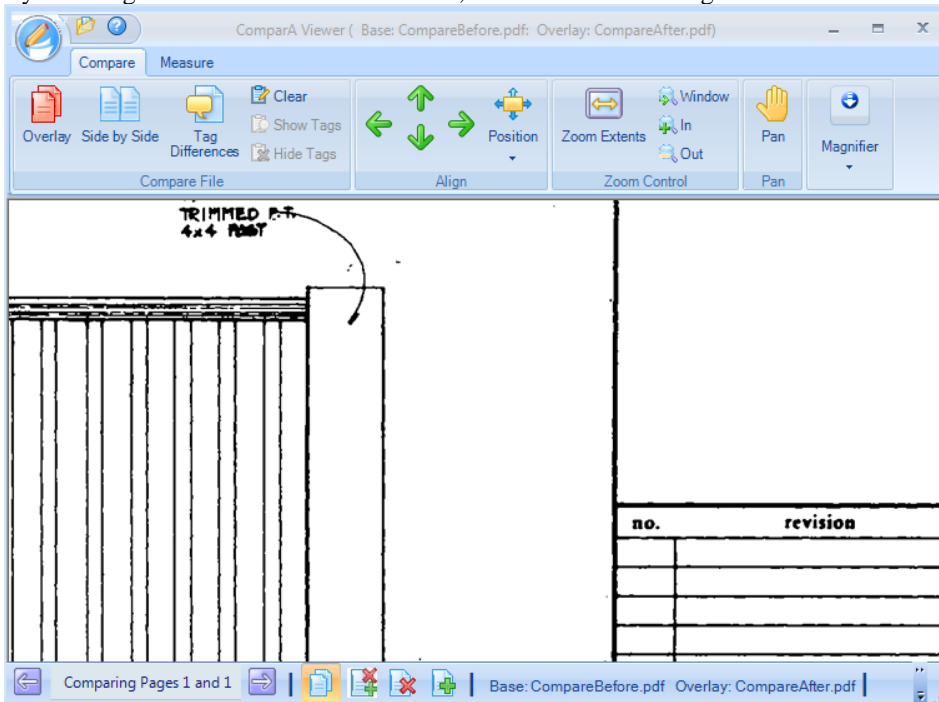 ComparA Viewer ( Base: CompareBefore.pdf: Overlay: CompareAfter.pdf)
Compare Measure
Overlay
Side by Side
Tag
Differences
Clear
Show Tags
Hide Tags
Compare File
Position
Align
Zoom Extents
Window
In
Out
Zoom Control
Pan
Pan
Magnifier
TRIMMED P.T.
4x4 POST
no. revision
Comparing Pages 1 and 1
Base: CompareBefore.pdf Overlay: CompareAfter.pdf